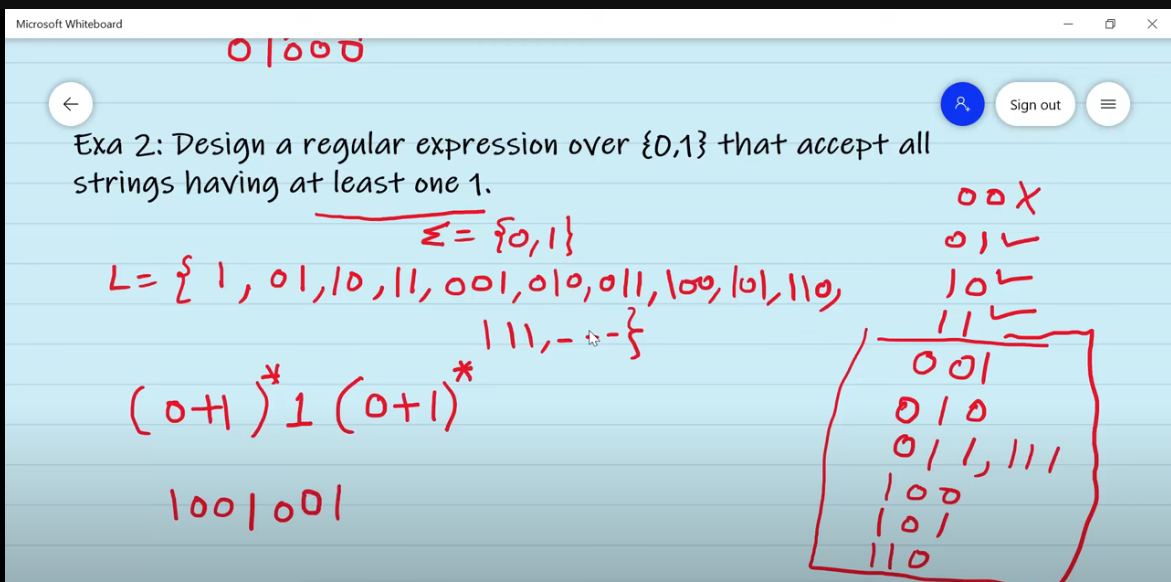 Microsoft Whiteboard
01000
Sign out
Exa 2: Design a regular expression over {0,1} that accept all
strings having at least one 1.
Σ = {0,1}
L = { 1, 01, 10, 11, 001, 010, 011, 100, 101, 110,
111, - - - }
(0+1)* 1 (0+1)*
1001001
00 X
01 ✓
10 ✓
11 ✓
001
010
011, 111
100
101
110